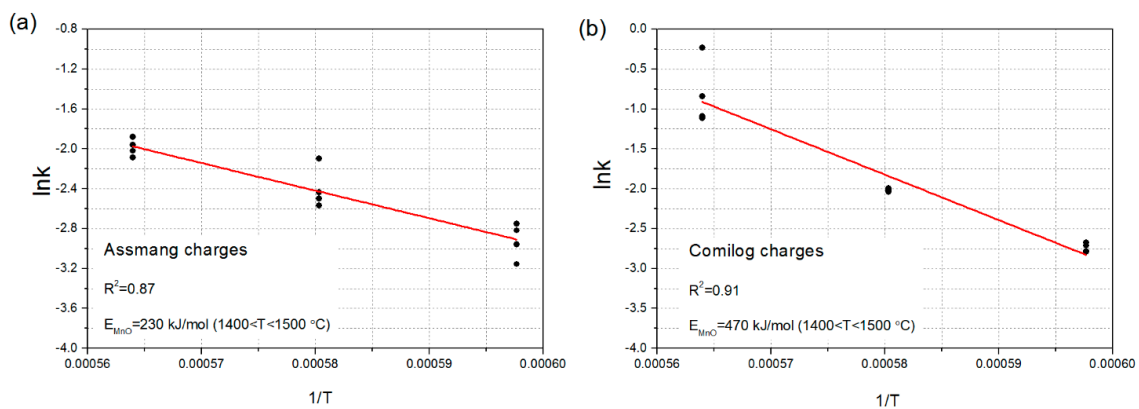 (a)
-0.8
-1.2
-1.6
-2.0
-2.4
-2.8
-3.2
-3.6
-4.0
lnk
Assmang charges
R²=0.87
E_MnO=230 kJ/mol (1400<T<1500 °C)
0.00056 0.00057 0.00058 0.00059 0.00060
1/T
(b)
0.0
-0.5
-1.0
-1.5
-2.0
-2.5
-3.0
-3.5
-4.0
lnk
Comilog charges
R²=0.91
E_MnO=470 kJ/mol (1400<T<1500 °C)
0.00056 0.00057 0.00058 0.00059 0.00060
1/T